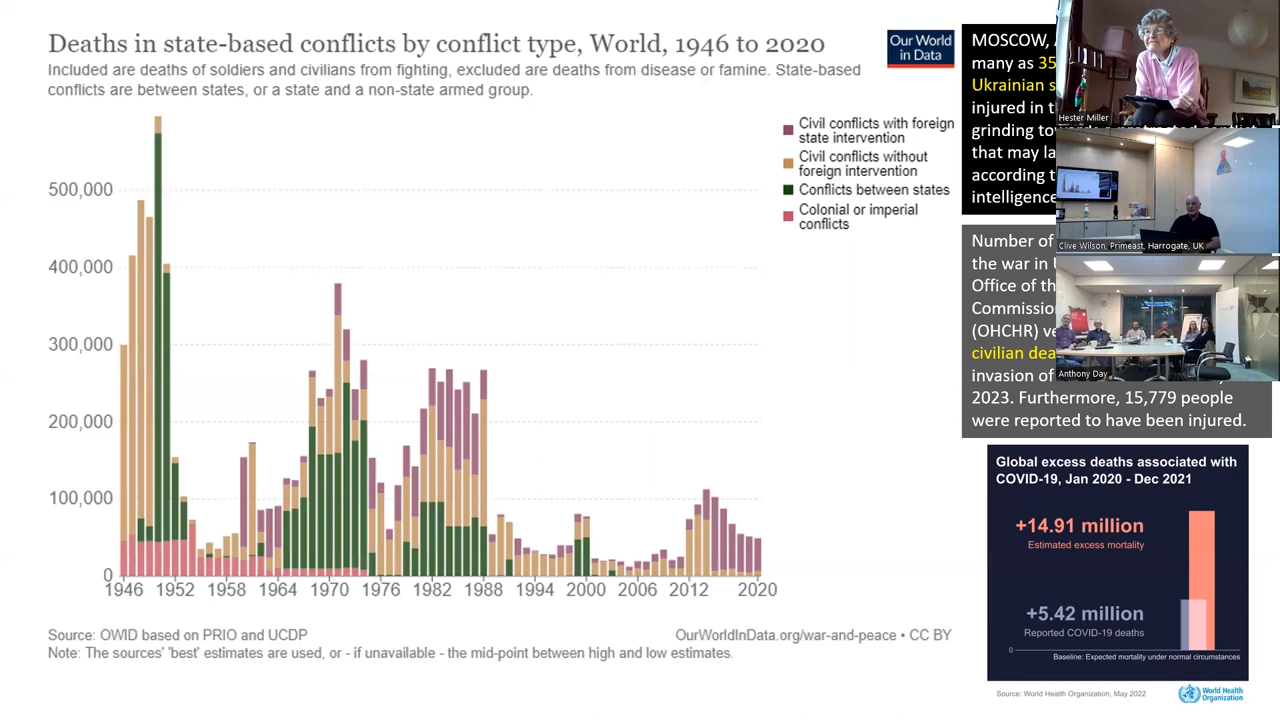 Deaths in state-based conflicts by conflict type, World, 1946 to 2020
Included are deaths of soldiers and civilians from fighting, excluded are deaths from disease or famine. State-based
conflicts are between states, or a state and a non-state armed group.
Our World
in Data
500,000
400,000
300,000
200,000
100,000
0
1946
1952
1958
1964
1970
1976
1982
1988
1994
2000
2006
2012
2020
Civil conflicts with foreign
state intervention
Civil conflicts without
foreign intervention
Conflicts between states
Colonial or imperial
conflicts
Source: OWID based on PRIO and UCDP
OurWorldInData.org/war-and-peace • CC BY
Note: The sources' 'best' estimates are used, or - if unavailable - the mid-point between high and low estimates.
MOSCOW,
many as 35
Ukrainian s
injured in t
grinding to
that may la
according t
intelligence
Hester Miller
Clive Wilson, Primeast, Harrogate, UK
Anthony Day
Number of
the war in
Office of th
Commissio
(OHCHR) ve
civilian dea
invasion of
2023. Furthermore, 15,779 people
were reported to have been injured.
Global excess deaths associated with
COVID-19, Jan 2020 - Dec 2021
+14.91 million
Estimated excess mortality
+5.42 million
Reported COVID-19 deaths
0
Baseline: Expected mortality under normal circumstances
Source: World Health Organization, May 2022
World Health
Organization